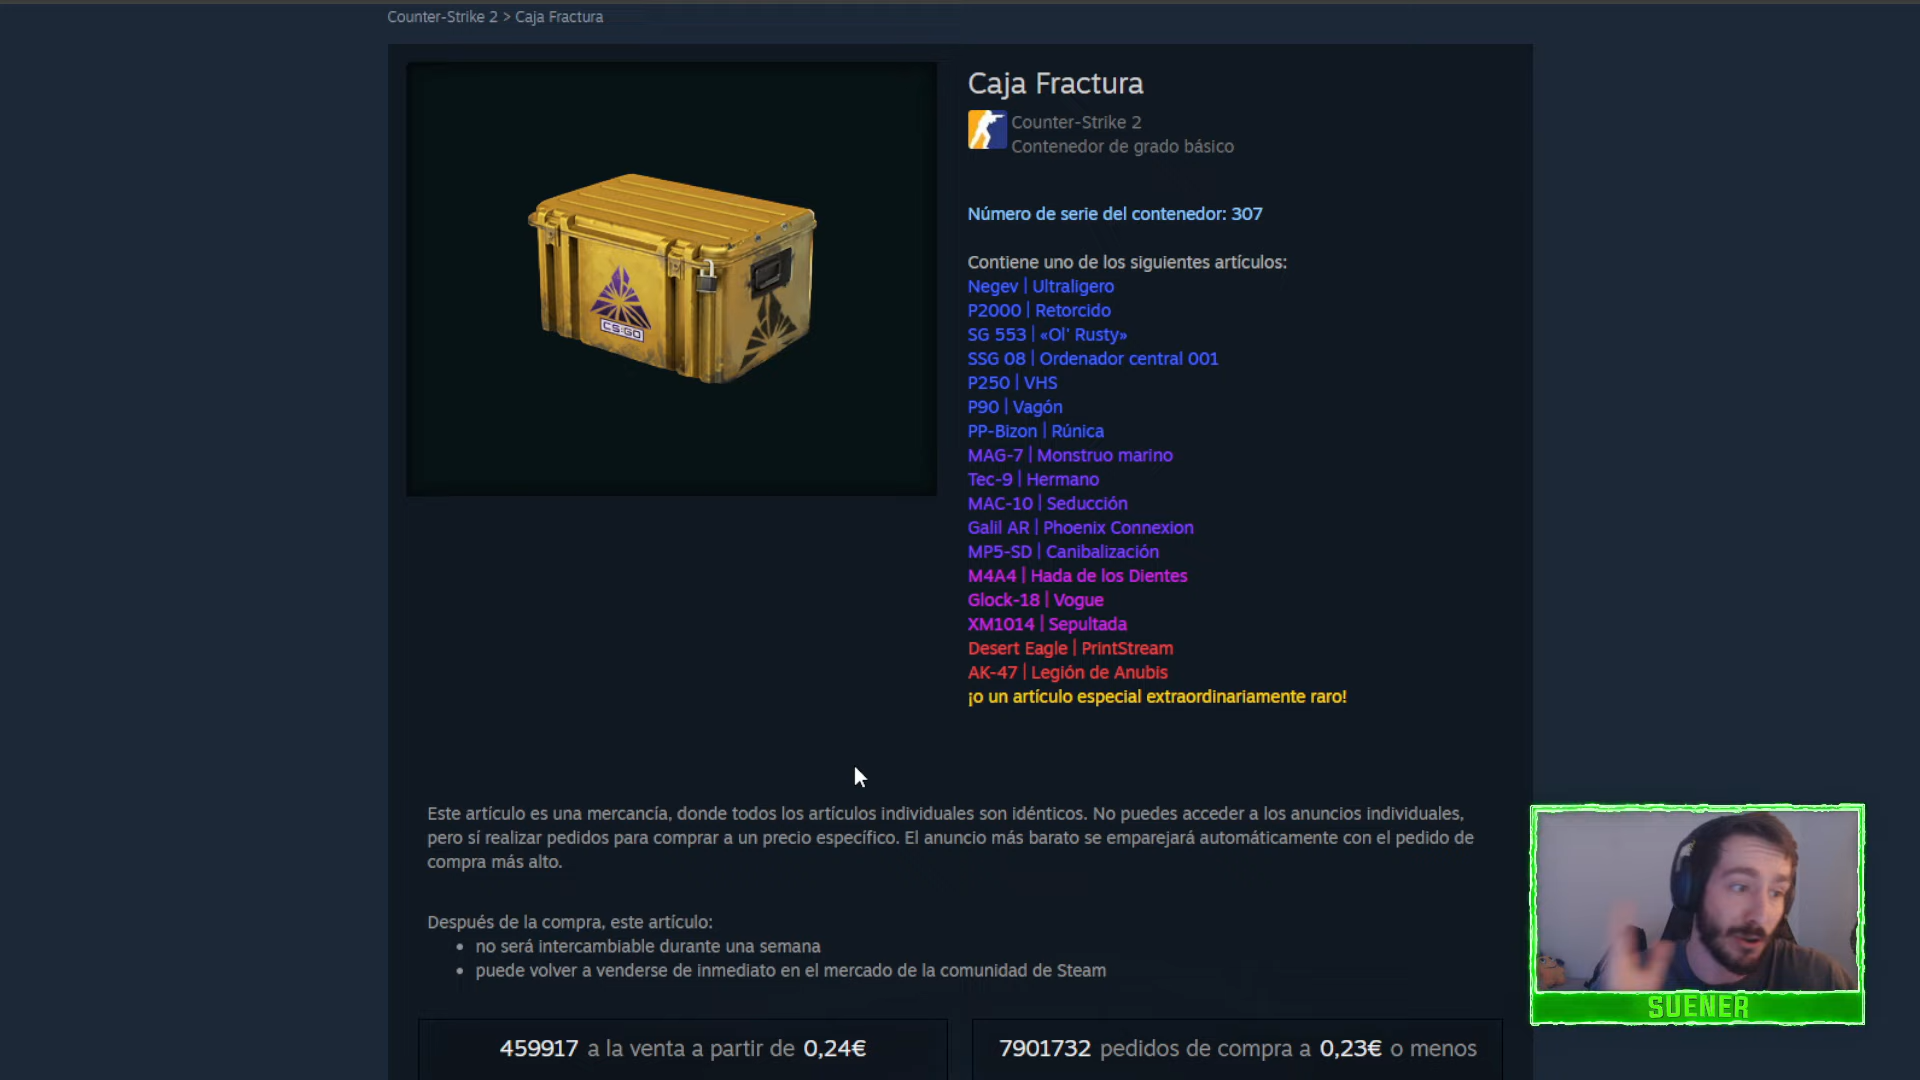 Counter-Strike 2 > Caja Fractura
Caja Fractura
Counter-Strike 2
Contenedor de grado básico
Número de serie del contenedor: 307
Contiene uno de los siguientes artículos:
Negev | Ultraligero
P2000 | Retorcido
SG 553 | «Ol' Rusty»
SSG 08 | Ordenador central 001
P250 | VHS
P90 | Vagón
PP-Bizon | Rúnica
MAG-7 | Monstruo marino
Tec-9 | Hermano
MAC-10 | Seducción
Galil AR | Phoenix Connexion
MP5-SD | Canibalización
M4A4 | Hada de los Dientes
Glock-18 | Vogue
XM1014 | Sepultada
Desert Eagle | PrintStream
AK-47 | Legión de Anubis
¡o un artículo especial extraordinariamente raro!
CS:GO
Este artículo es una mercancía, donde todos los artículos individuales son idénticos. No puedes acceder a los anuncios individuales,
pero sí realizar pedidos para comprar a un precio específico. El anuncio más barato se emparejará automáticamente con el pedido de
compra más alto.
Después de la compra, este artículo:
• no será intercambiable durante una semana
• puede volver a venderse de inmediato en el mercado de la comunidad de Steam
459917 a la venta a partir de 0,24€
7901732 pedidos de compra a 0,23€ o menos
SUENER